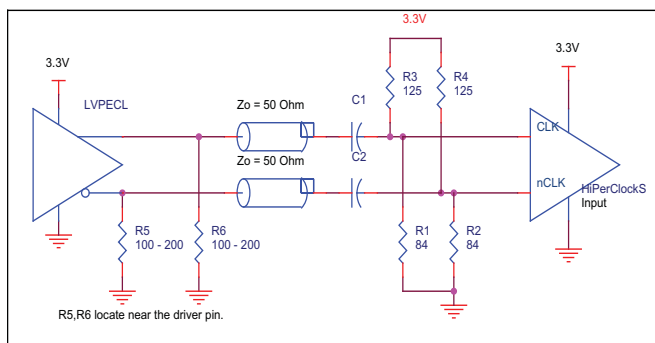 3.3V
3.3V
3.3V
LVPECL
R3
125
R4
125
Zo = 50 Ohm
C1
CLK
Zo = 50 Ohm
C2
nCLK
HiPerClockS
Input
R5
100 - 200
R6
100 - 200
R1
84
R2
84
R5,R6 locate near the driver pin.